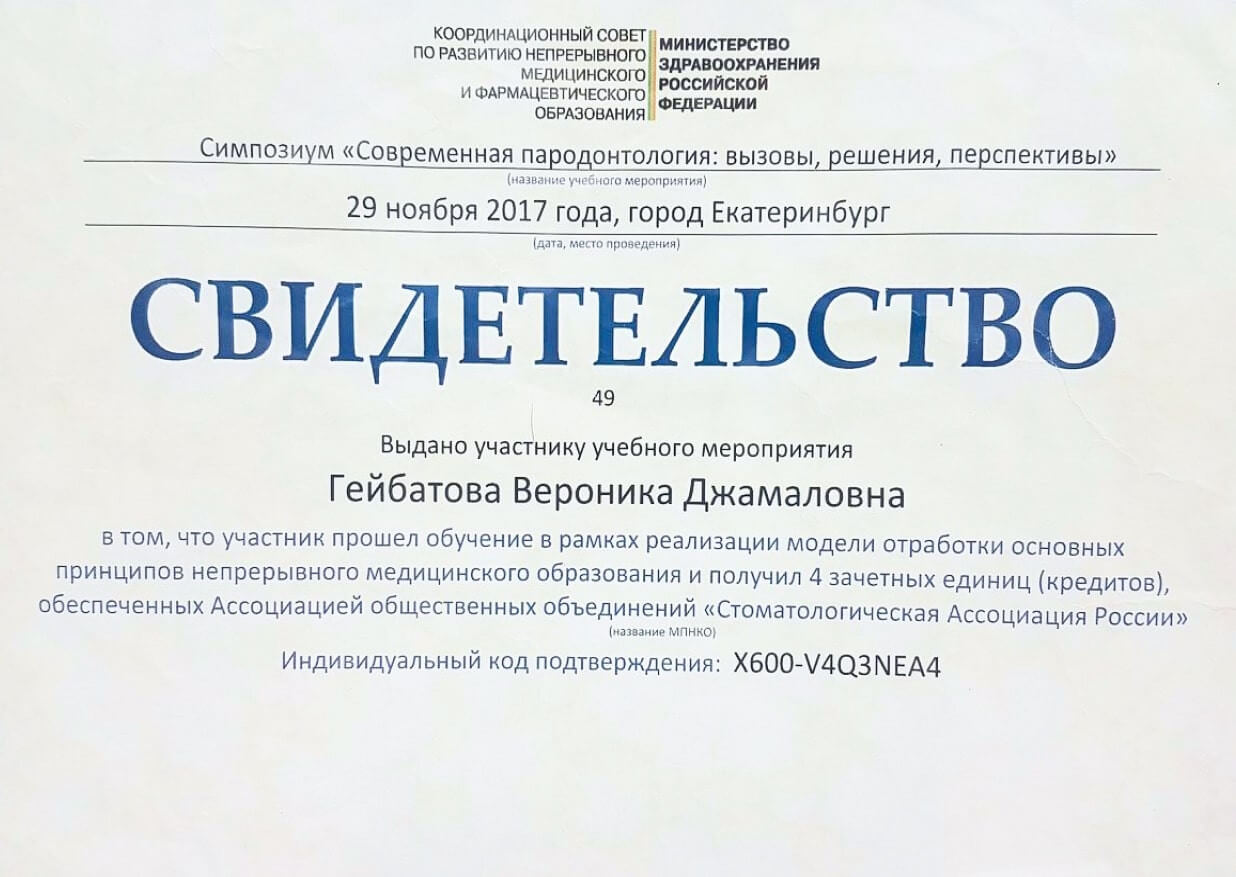 КООРДИНАЦИОННЫЙ СОВЕТ
ПО РАЗВИТИЮ НЕПРЕРЫВНОГО
МЕДИЦИНСКОГО
И ФАРМАЦЕВТИЧЕСКОГО
ОБРАЗОВАНИЯ
МИНИСТЕРСТВО
ЗДРАВООХРАНЕНИЯ
РОССИЙСКОЙ
ФЕДЕРАЦИИ
Симпозиум «Современная пародонтология: вызовы, решения, перспективы»
(название учебного мероприятия)
29 ноября 2017 года, город Екатеринбург
(дата, место проведения)
СВИДЕТЕЛЬСТВО
49
Выдано участнику учебного мероприятия
Гейбатова Вероника Джамаловна
в том, что участник прошел обучение в рамках реализации модели отработки основных
принципов непрерывного медицинского образования и получил 4 зачетных единиц (кредитов),
обеспеченных Ассоциацией общественных объединений «Стоматологическая Ассоциация России»
(название МПНКО)
Индивидуальный код подтверждения: X600-V4Q3NEA4